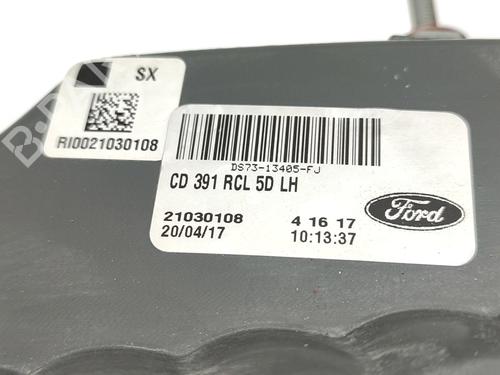 SX
RI0021030108
DS73-13405-FJ
CD 391 RCL 5D LH
21030108 4 16 17
20/04/17 10:13:37
Ford